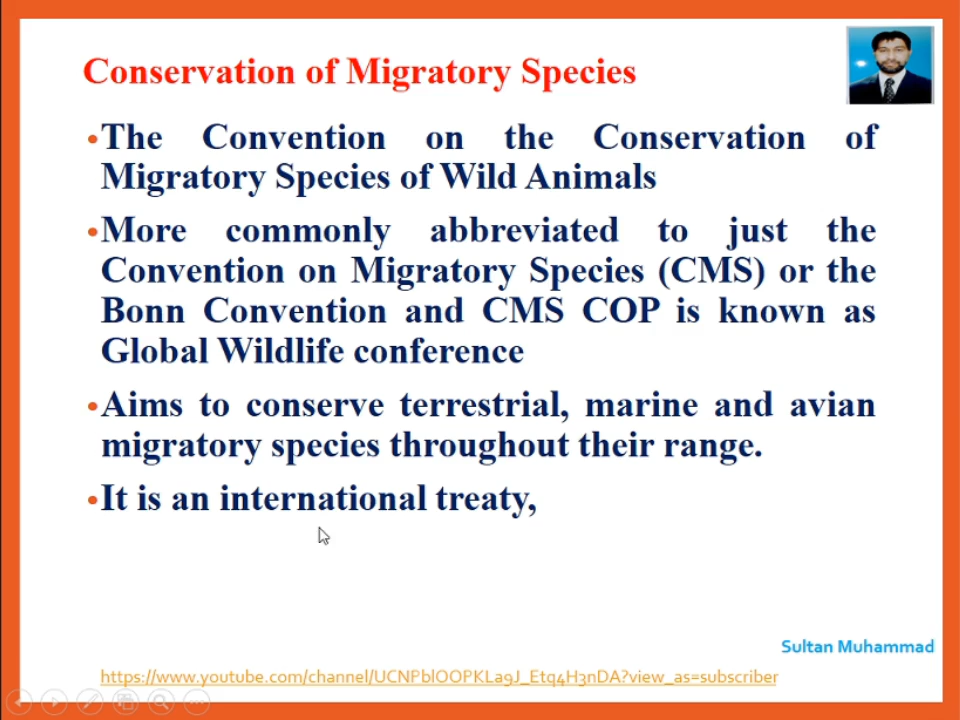 Conservation of Migratory Species
•The Convention on the Conservation of
Migratory Species of Wild Animals
•More commonly abbreviated to just the
Convention on Migratory Species (CMS) or the
Bonn Convention and CMS COP is known as
Global Wildlife conference
•Aims to conserve terrestrial, marine and avian
migratory species throughout their range.
•It is an international treaty,
Sultan Muhammad
https://www.youtube.com/channel/UCNPblOOPKLa9J_Etq4H3nDA?view_as=subscriber